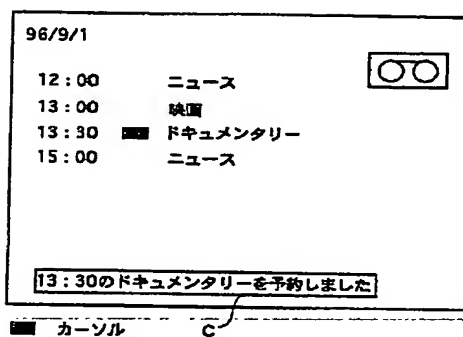 96/9/1
12：00 ニュース
13：00 映画
13：30 ドキュメンタリー
15：00 ニュース
13：30のドキュメンタリーを予約しました
カーソル C